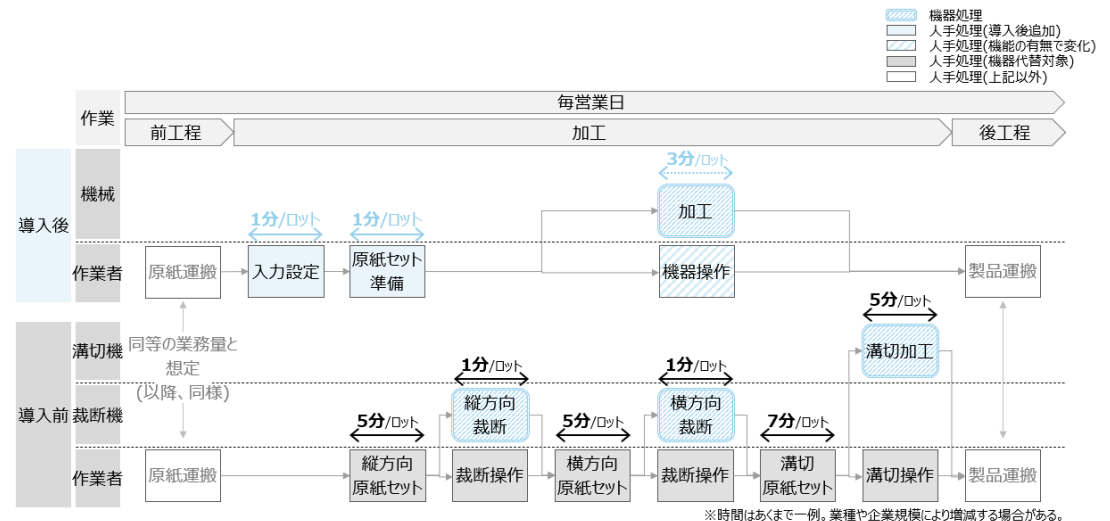 機器処理
人手処理(導入後追加)
人手処理(機能の有無で変化)
人手処理(機器代替対象)
人手処理(上記以外)
作業
毎営業日
前工程
加工
後工程
導入後
機械
3分/ロット
加工
作業者
原紙運搬
1分/ロット
入力設定
1分/ロット
原紙セット
準備
機器操作
製品運搬
同等の業務量と
想定
(以降、同様)
導入前
溝切機
5分/ロット
溝切加工
裁断機
1分/ロット
縦方向
裁断
1分/ロット
横方向
裁断
作業者
原紙運搬
5分/ロット
縦方向
原紙セット
裁断操作
5分/ロット
横方向
原紙セット
裁断操作
7分/ロット
溝切
原紙セット
溝切操作
製品運搬
※時間はあくまで一例。業種や企業規模により増減する場合がある。